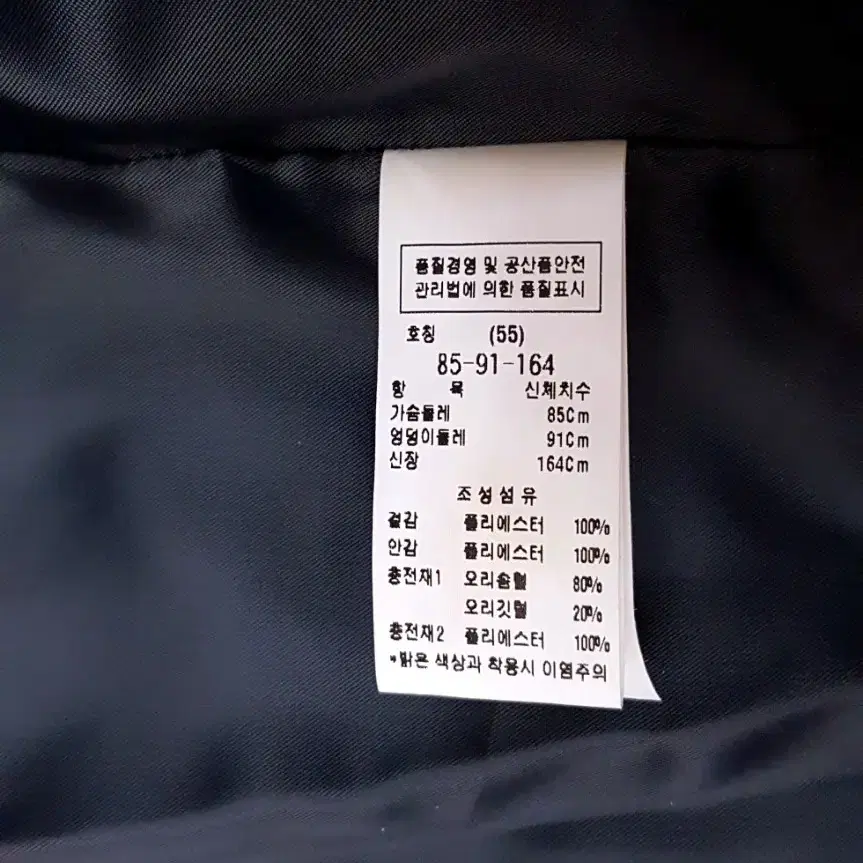 품질경영 및 공산품안전
관리법에 의한 품질표시
호칭 (55)
85-91-164
항 목 신체치수
가슴둘레 85Cm
엉덩이둘레 91Cm
신장 164Cm
조성섬유
겉감 폴리에스터 100%
안감 폴리에스터 100%
충전재1 오리솜털 80%
오리깃털 20%
충전재2 폴리에스터 100%
*밝은 색상과 착용시 이염주의